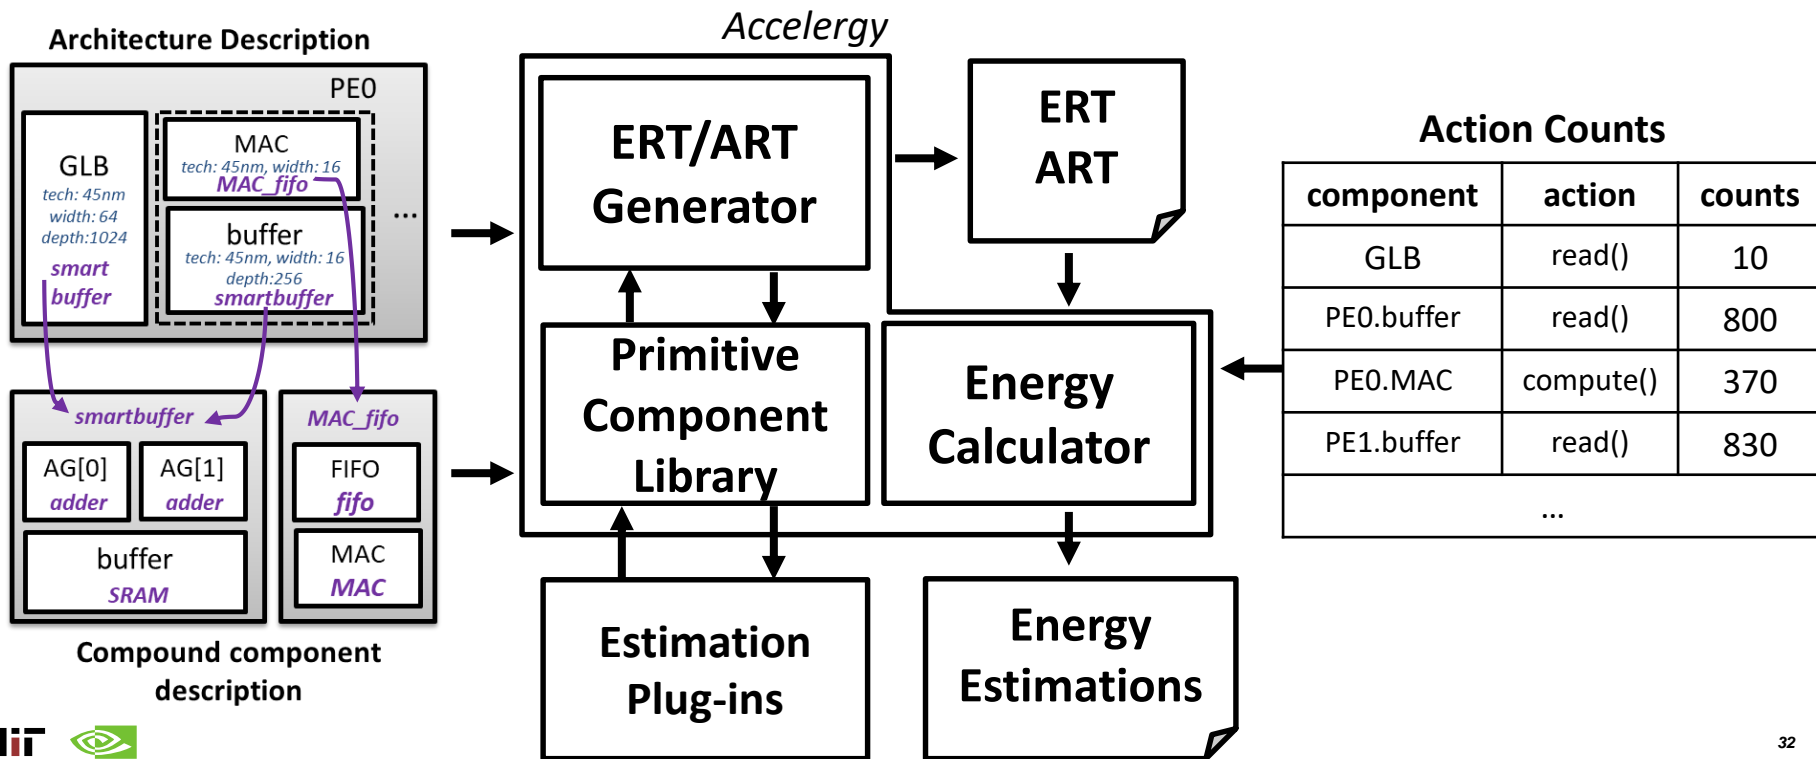 Accelergy
Architecture Description
PE0
GLB
tech: 45nm
width: 64
depth:1024
smart
buffer
MAC
tech: 45nm, width: 16
MAC_fifo
buffer
tech: 45nm, width: 16
depth:256
smartbuffer
...
smartbuffer
AG[0]
adder
AG[1]
adder
buffer
SRAM
MAC_fifo
FIFO
fifo
MAC
MAC
Compound component
description
ERT/ART
Generator
Primitive
Component
Library
Energy
Calculator
ERT
ART
Estimation
Plug-ins
Energy
Estimations
Action Counts
component action counts
GLB read() 10
PE0.buffer read() 800
PE0.MAC compute() 370
PE1.buffer read() 830
...
32